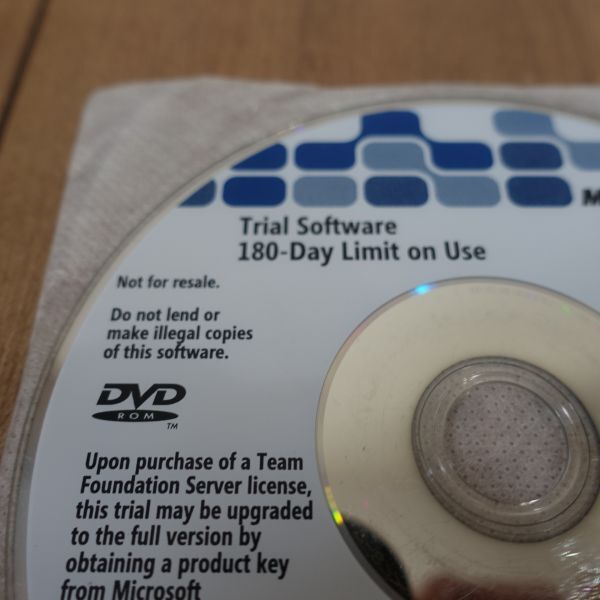 Trial Software
180-Day Limit on Use
Not for resale.
Do not lend or
make illegal copies
of this software.
DVD
ROM
TM
Upon purchase of a Team
Foundation Server license,
this trial may be upgraded
to the full version by
obtaining a product key
from Microsoft